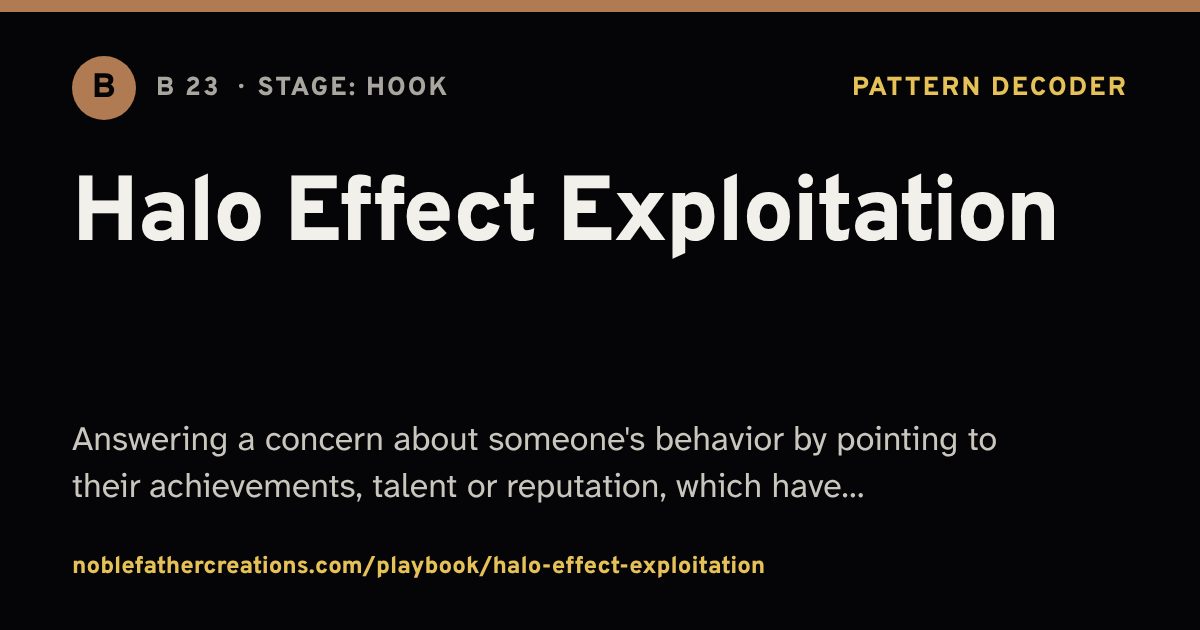 B
B 23 · STAGE: HOOK
PATTERN DECODER
Halo Effect Exploitation
Answering a concern about someone's behavior by pointing to
their achievements, talent or reputation, which have...
noblefathercreations.com/playbook/halo-effect-exploitation